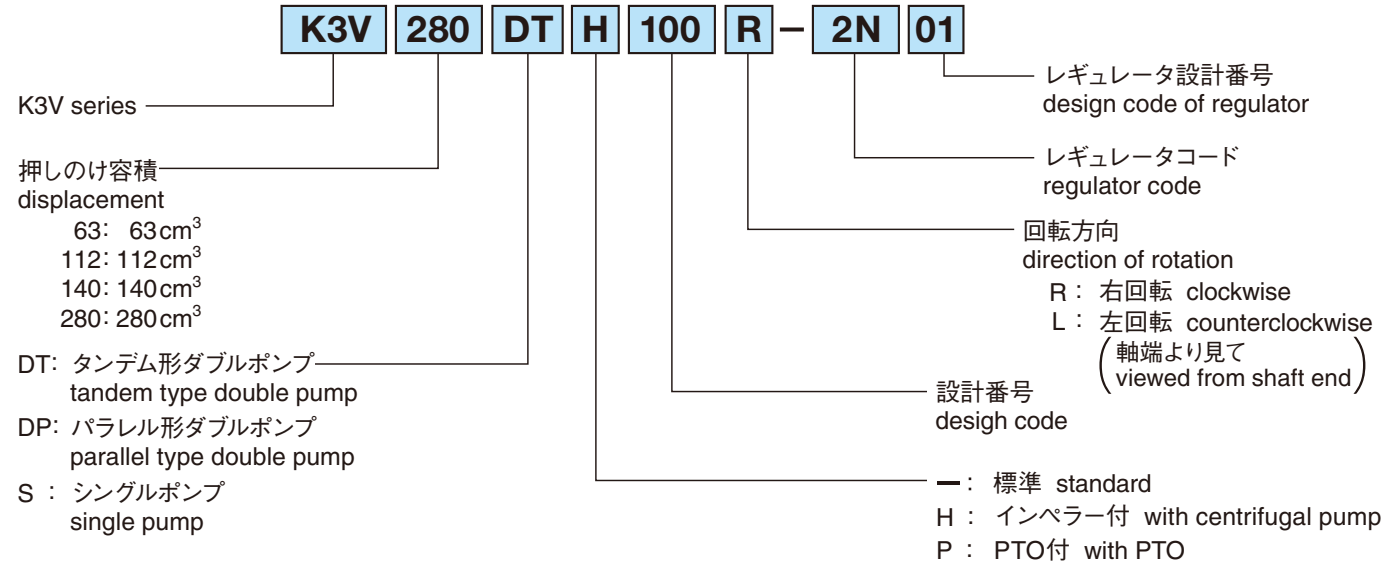 K3V 280 DT H 100 R － 2N 01
K3V series
押しのけ容積
displacement
63： 63cm³
112：112cm³
140：140cm³
280：280cm³
DT： タンデム形ダブルポンプ
tandem type double pump
DP： パラレル形ダブルポンプ
parallel type double pump
S ： シングルポンプ
single pump
レギュレータ設計番号
design code of regulator
レギュレータコード
regulator code
回転方向
direction of rotation
R： 右回転 clockwise
L： 左回転 counterclockwise
(軸端より見て
viewed from shaft end)
設計番号
desigh code
ー： 標準 standard
H ： インペラー付 with centrifugal pump
P ： PTO付 with PTO